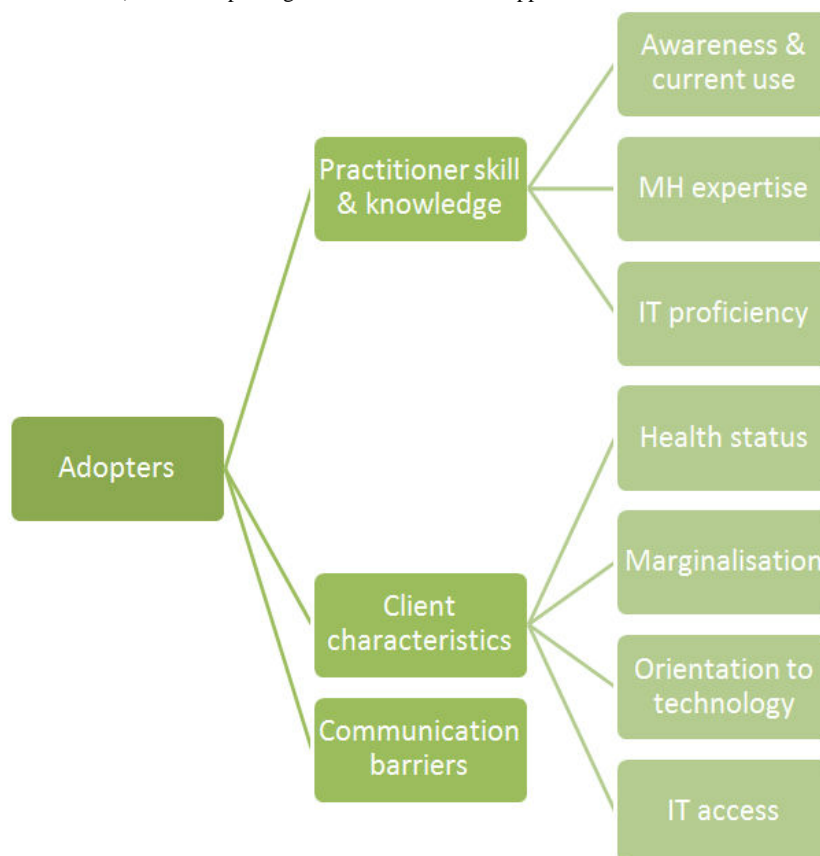 Adopters
Practitioner skill
& knowledge
Awareness &
current use
MH expertise
IT proficiency
Client
characteristics
Health status
Marginalisation
Orientation to
technology
IT access
Communication
barriers